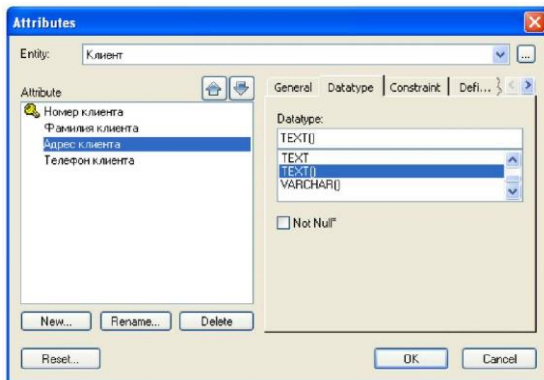 Attributes
Entity:
Клиент
...
Attribute
Номер клиента
Фамилия клиента
Адрес клиента
Телефон клиента
New...
Rename...
Delete
General
Datatype
Constraint
Defi...
Datatype:
TEXT()
TEXT
TEXT()
VARCHAR()
Not Null"
Reset...
OK
Cancel